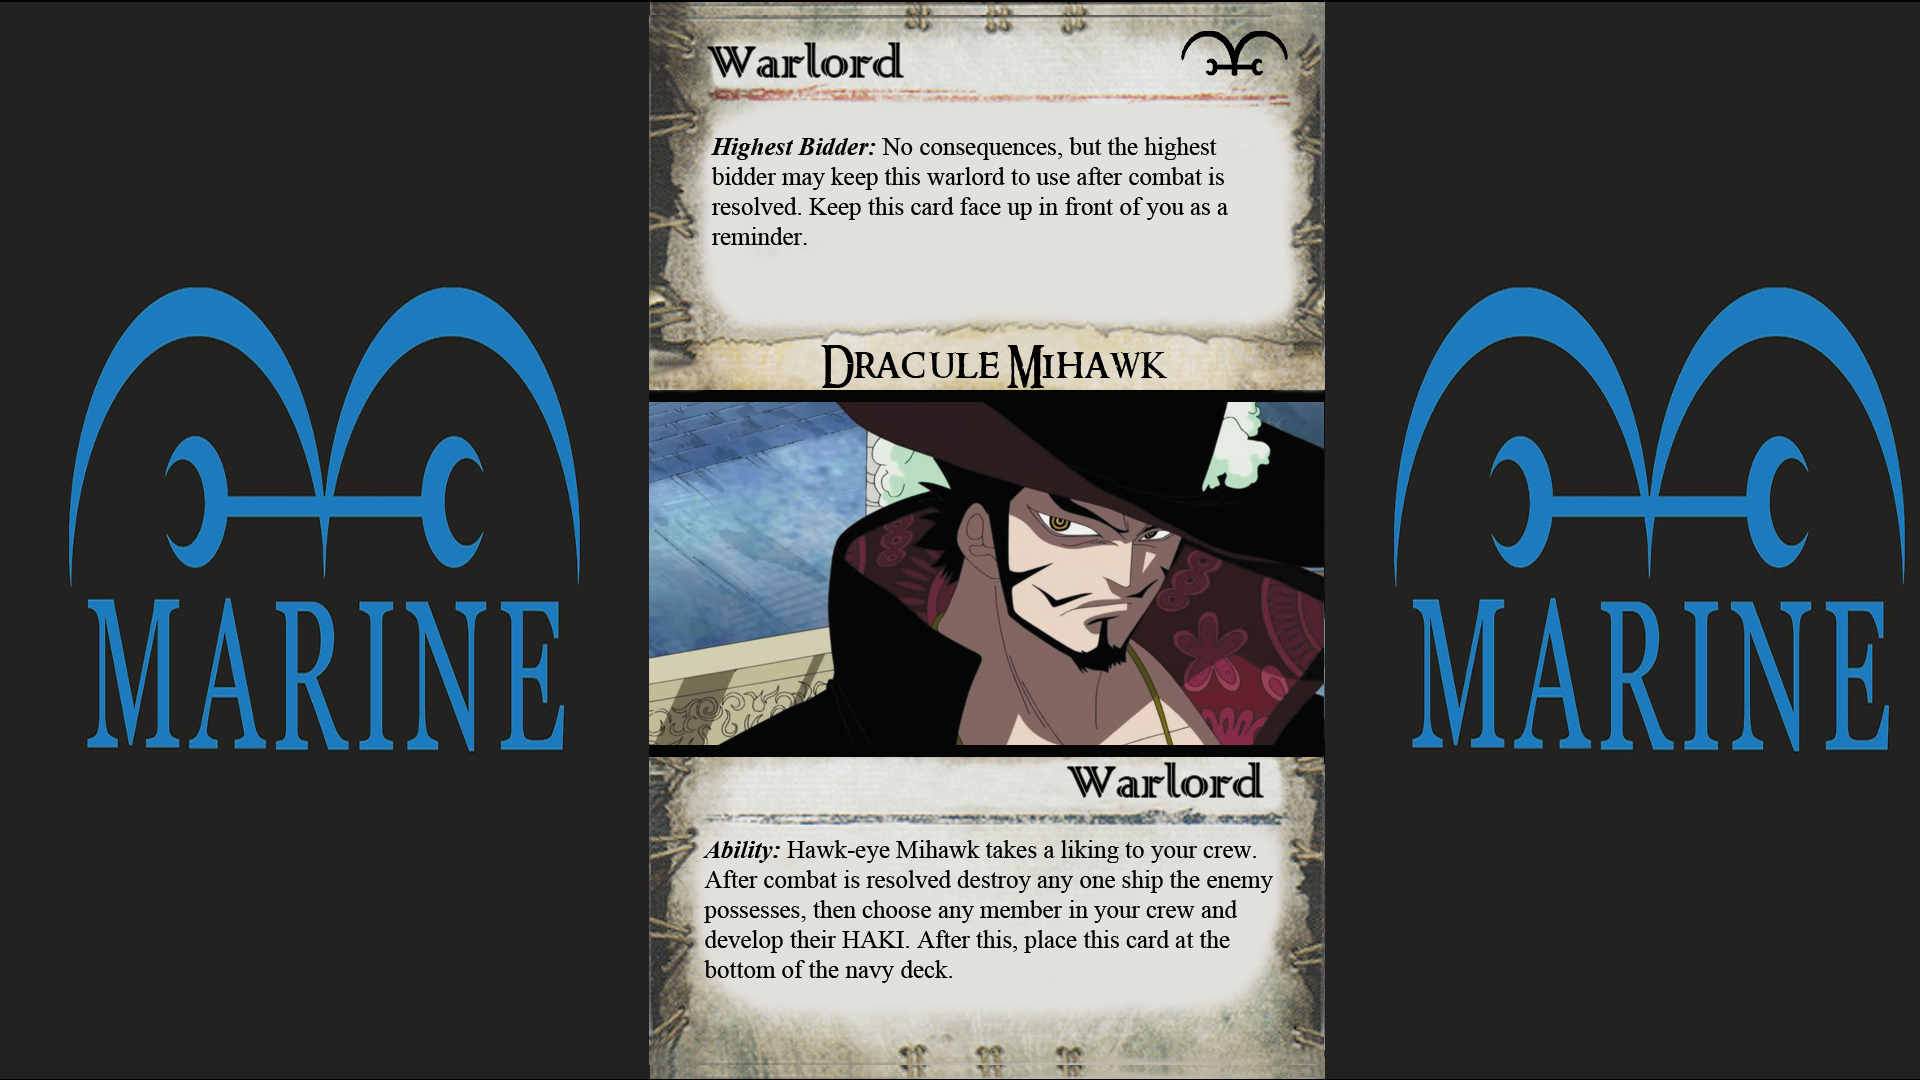 Warlord
Highest Bidder: No consequences, but the highest
bidder may keep this warlord to use after combat is
resolved. Keep this card face up in front of you as a
reminder.
DRACULE MIHAWK
MARINE
MARINE
Warlord
Ability: Hawk-eye Mihawk takes a liking to your crew.
After combat is resolved destroy any one ship the enemy
possesses, then choose any member in your crew and
develop their HAKI. After this, place this card at the
bottom of the navy deck.